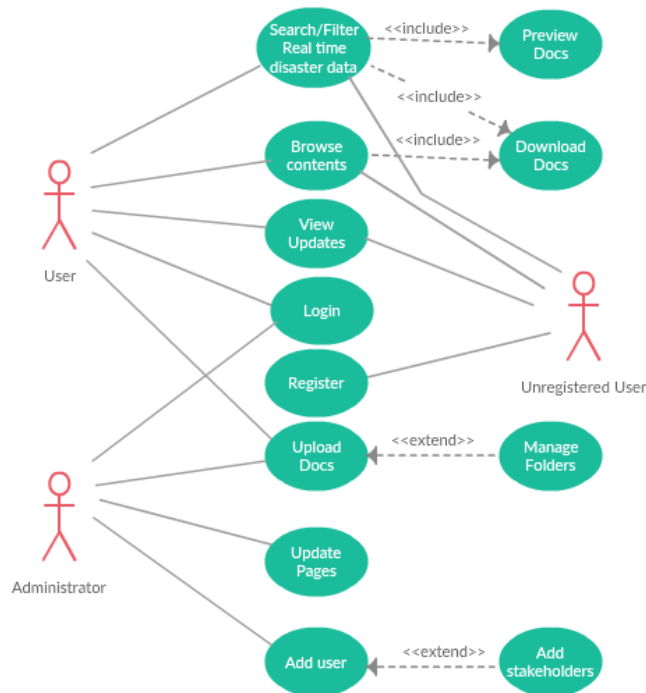 Search/Filter
Real time
disaster data
<<include>>
Preview
Docs
<<include>>
Browse
contents
<<include>>
Download
Docs
View
Updates
User
Login
Register
Unregistered User
Upload
Docs
<<extend>>
Manage
Folders
Administrator
Update
Pages
Add user
<<extend>>
Add
stakeholders